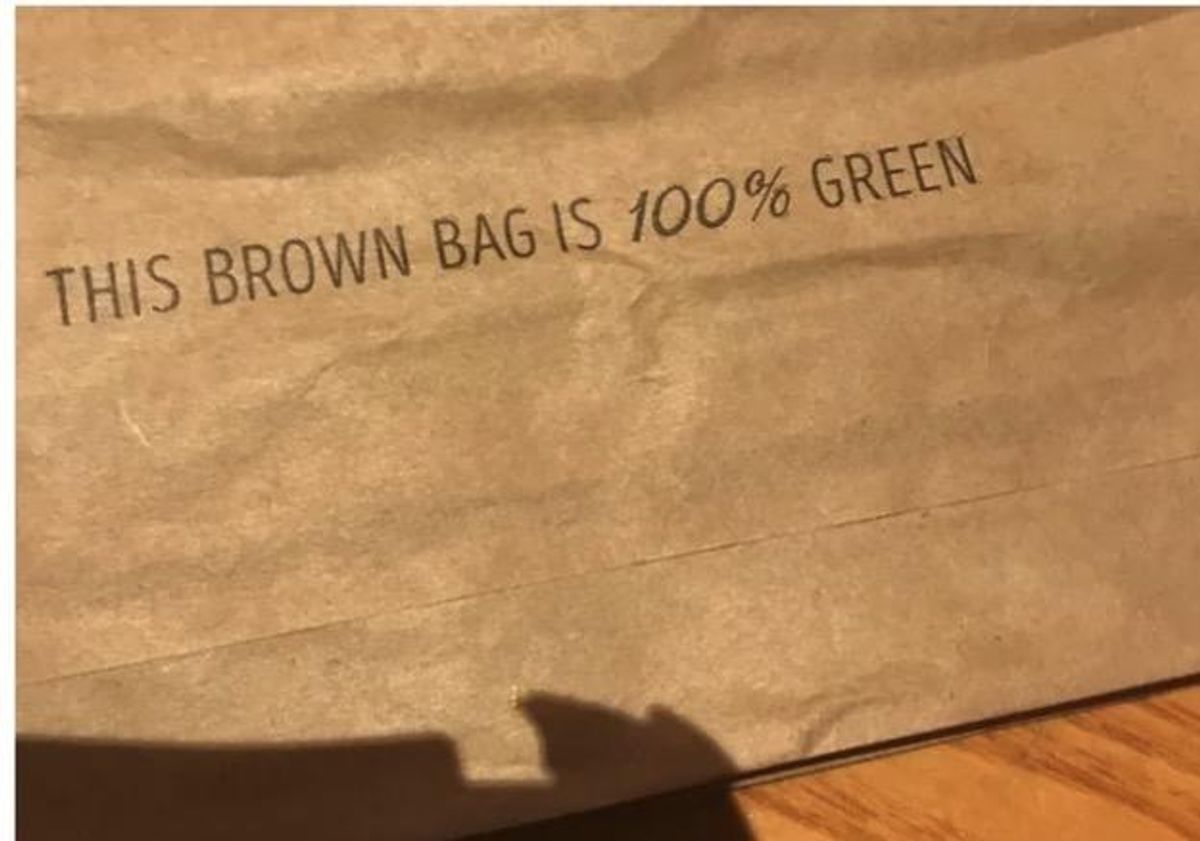 THIS BROWN BAG IS 100% GREEN